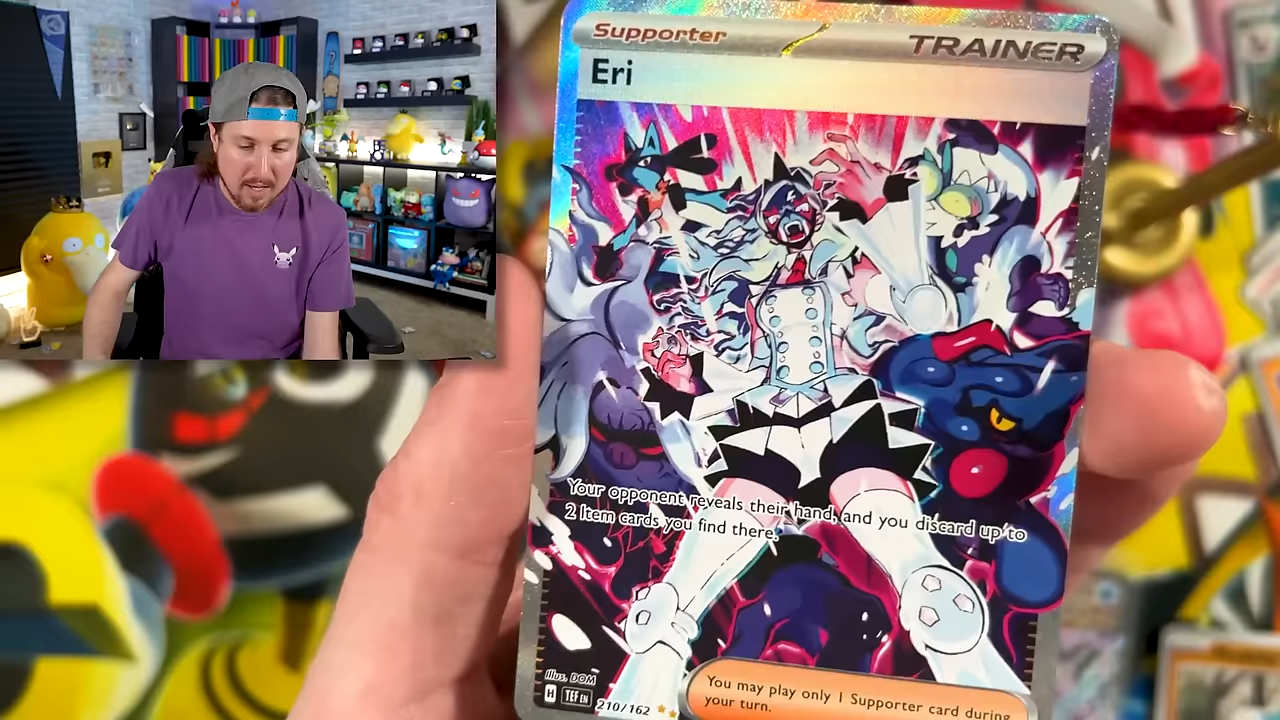 Supporter
TRAINER
Eri
Your opponent reveals their hand, and you discard up to
2 Item cards you find there.
Illus. DOM
H TEF EN 210/162
You may play only 1 Supporter card during
your turn.